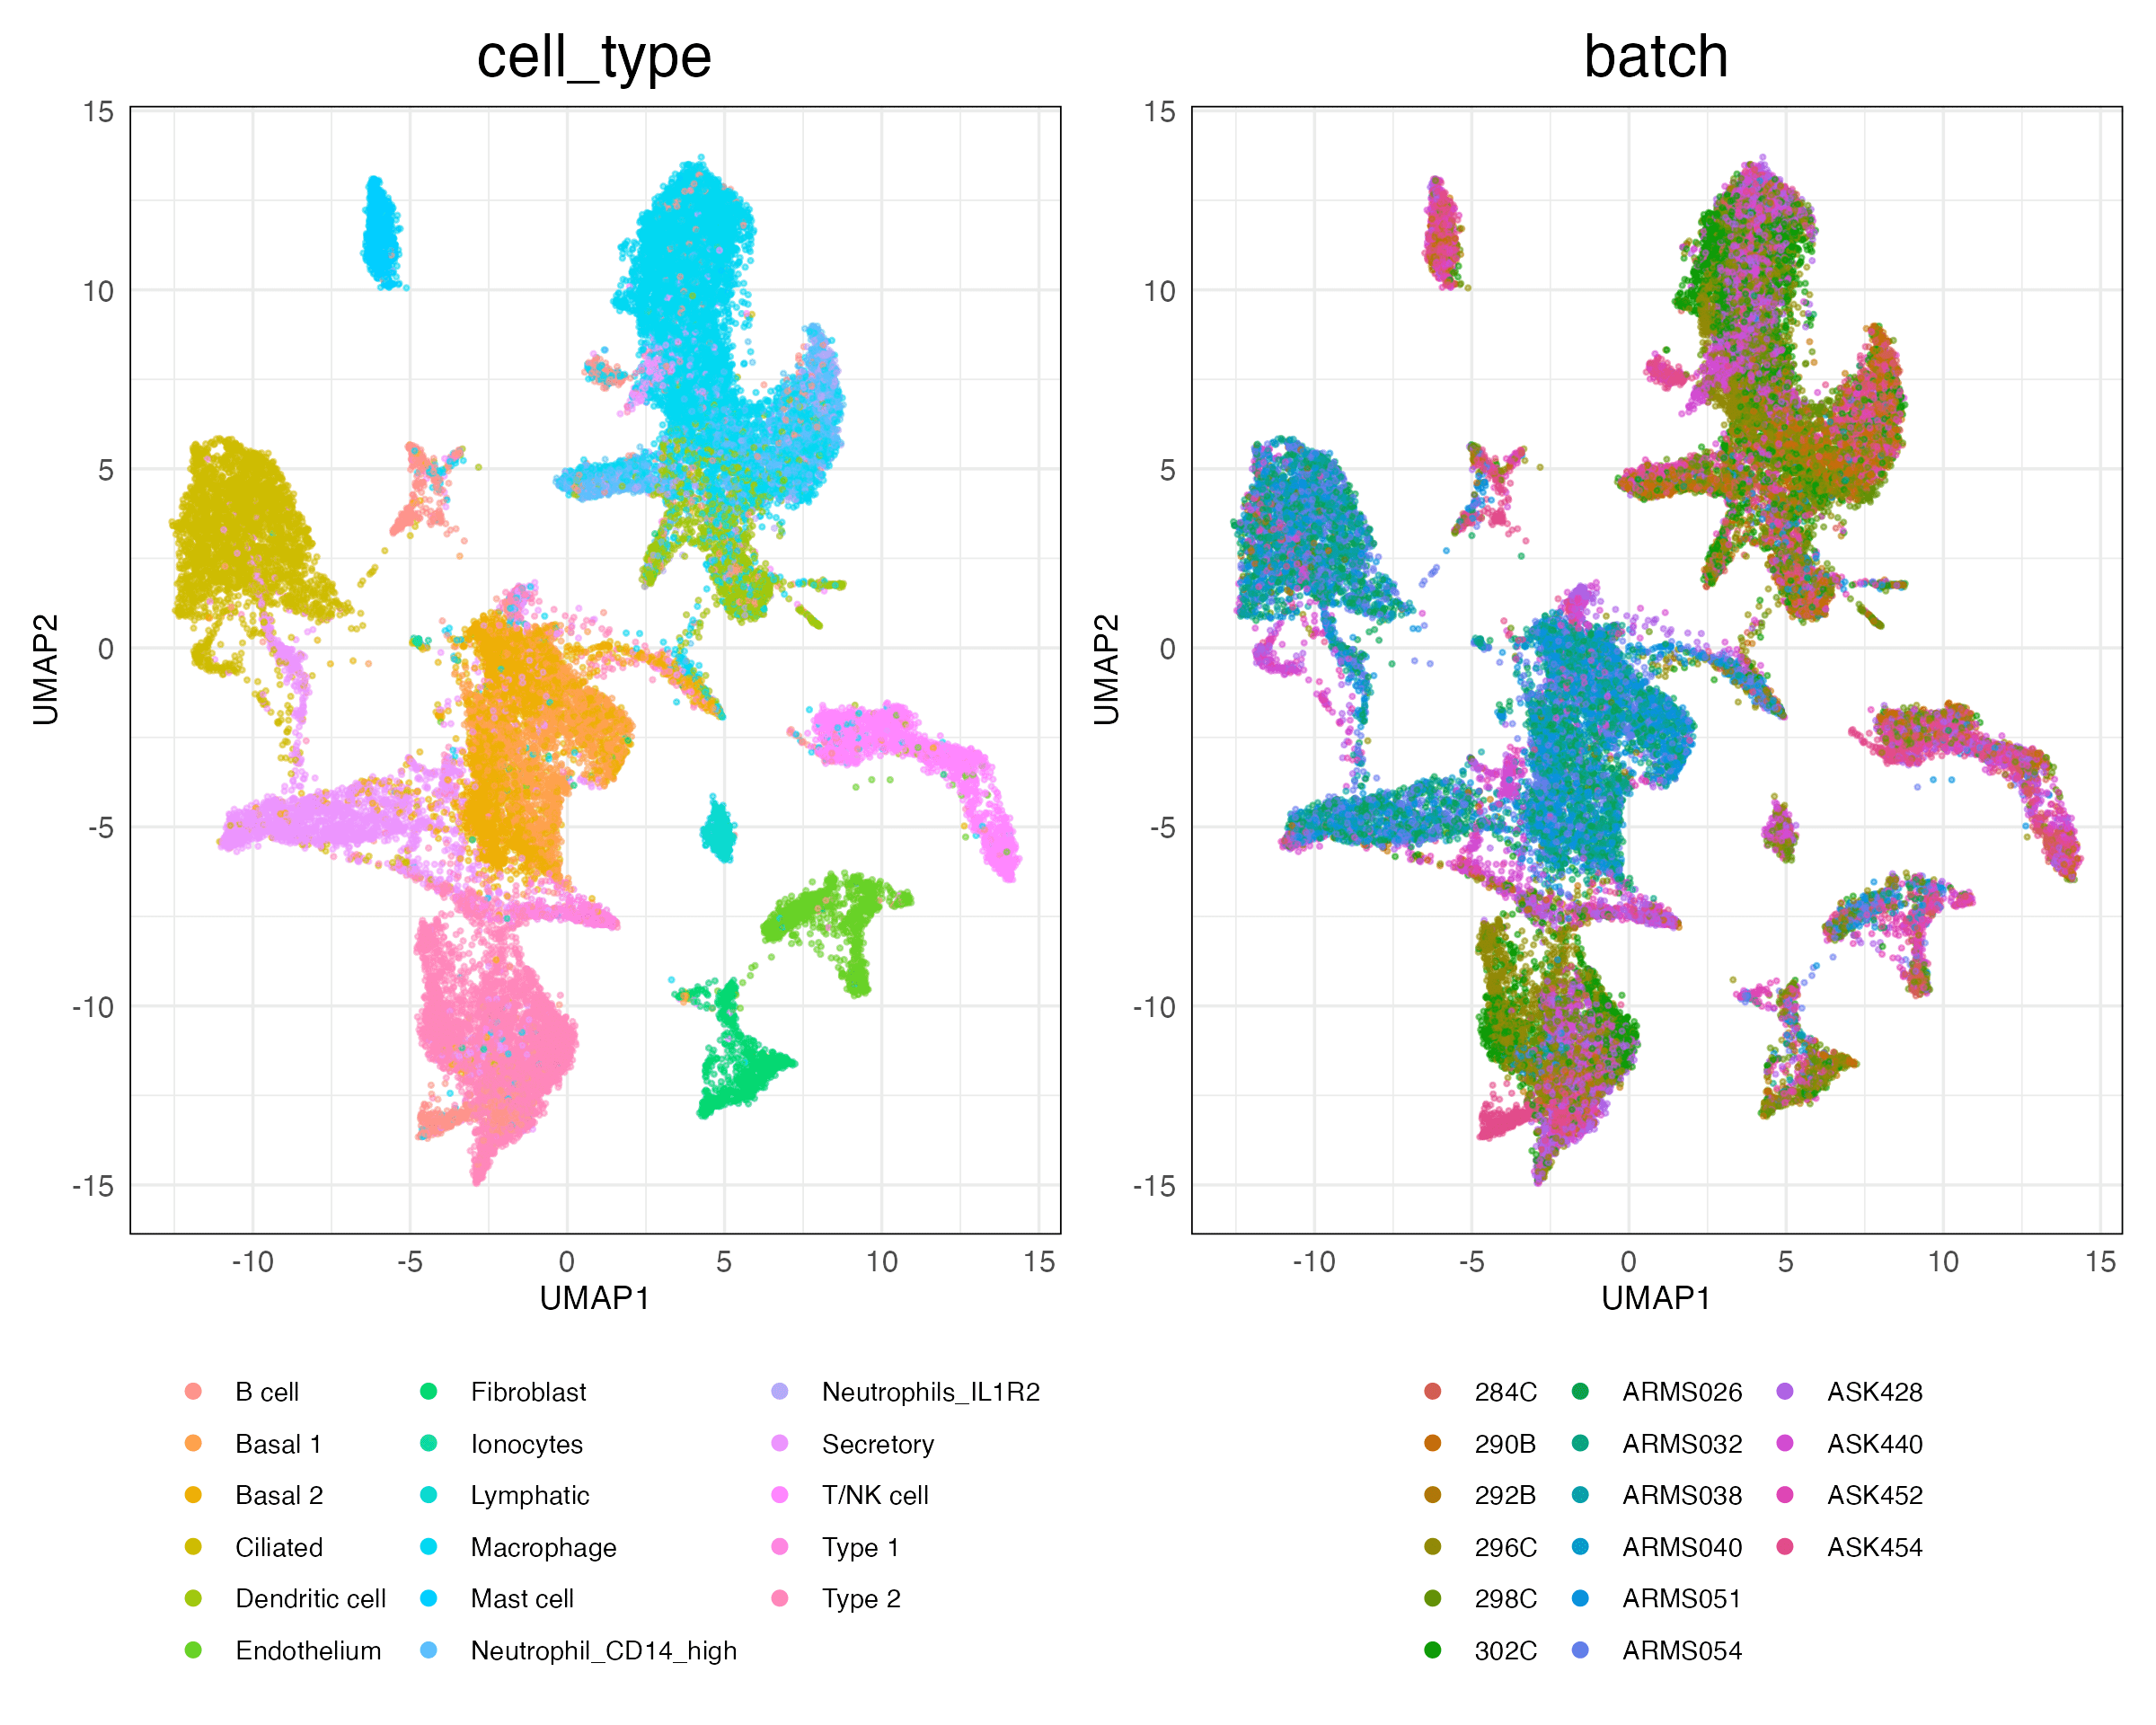 cell_type
15
10
5
0
-5
-10
-15
UMAP2
-10 -5 0 5 10 15
UMAP1
batch
15
10
5
0
-5
-10
-15
UMAP2
-10 -5 0 5 10 15
UMAP1
B cell
Basal 1
Basal 2
Ciliated
Dendritic cell
Endothelium
Fibroblast
Ionocytes
Lymphatic
Macrophage
Mast cell
Neutrophil_CD14_high
Neutrophils_IL1R2
Secretory
T/NK cell
Type 1
Type 2
284C
290B
292B
296C
298C
302C
ARMS026
ARMS032
ARMS038
ARMS040
ARMS051
ARMS054
ASK428
ASK440
ASK452
ASK454